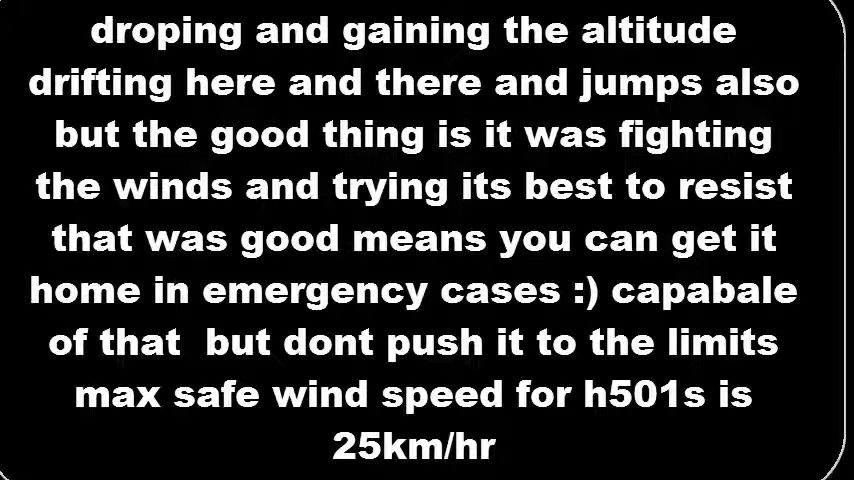 droping and gaining the altitude
drifting here and there and jumps also
but the good thing is it was fighting
the winds and trying its best to resist
that was good means you can get it
home in emergency cases :) capabale
of that  but dont push it to the limits
max safe wind speed for h501s is
25km/hr